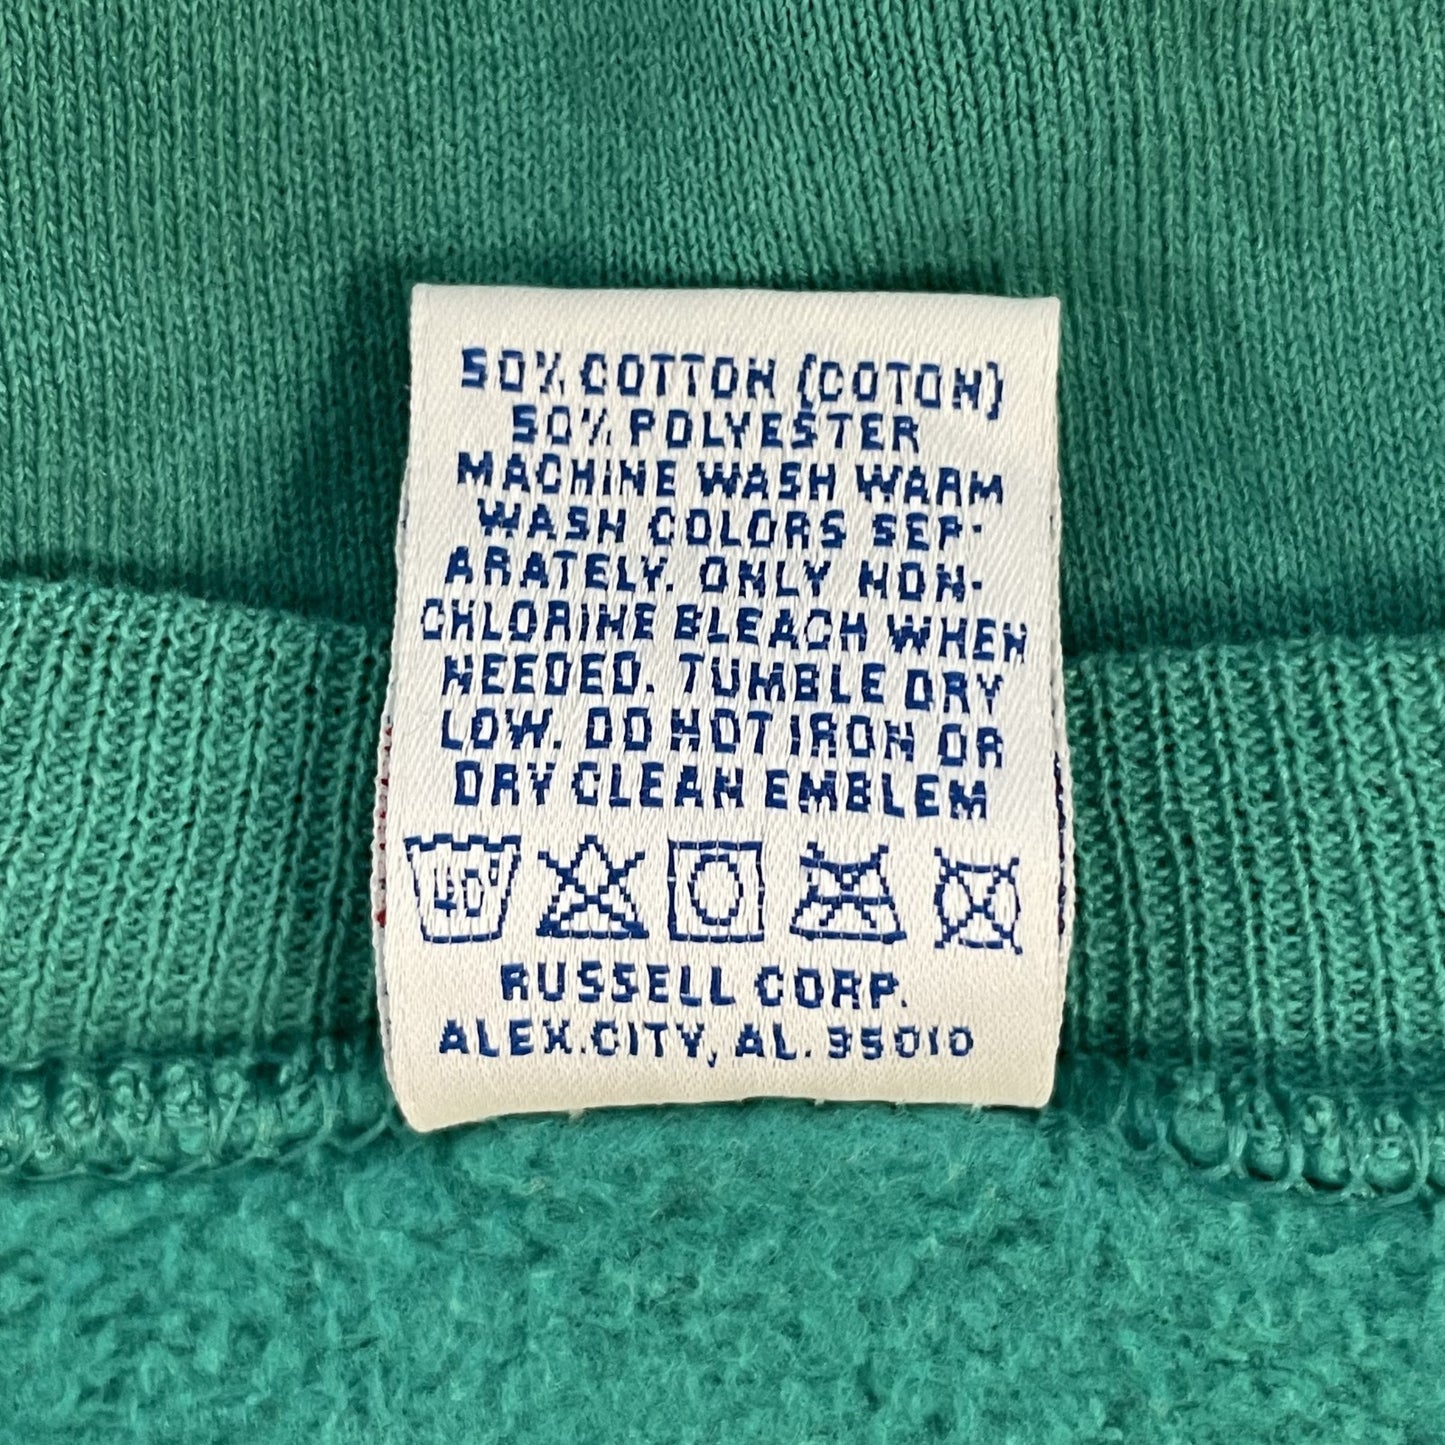 50% COTTON (COTON)
50% POLYESTER
MACHINE WASH WARM
WASH COLORS SEP-
ARATELY. ONLY NON-
CHLORINE BLEACH WHEN
NEEDED. TUMBLE DRY
LOW. DO NOT IRON OR
DRY CLEAN EMBLEM
40°
RUSSELL CORP.
ALEX.CITY, AL. 35010